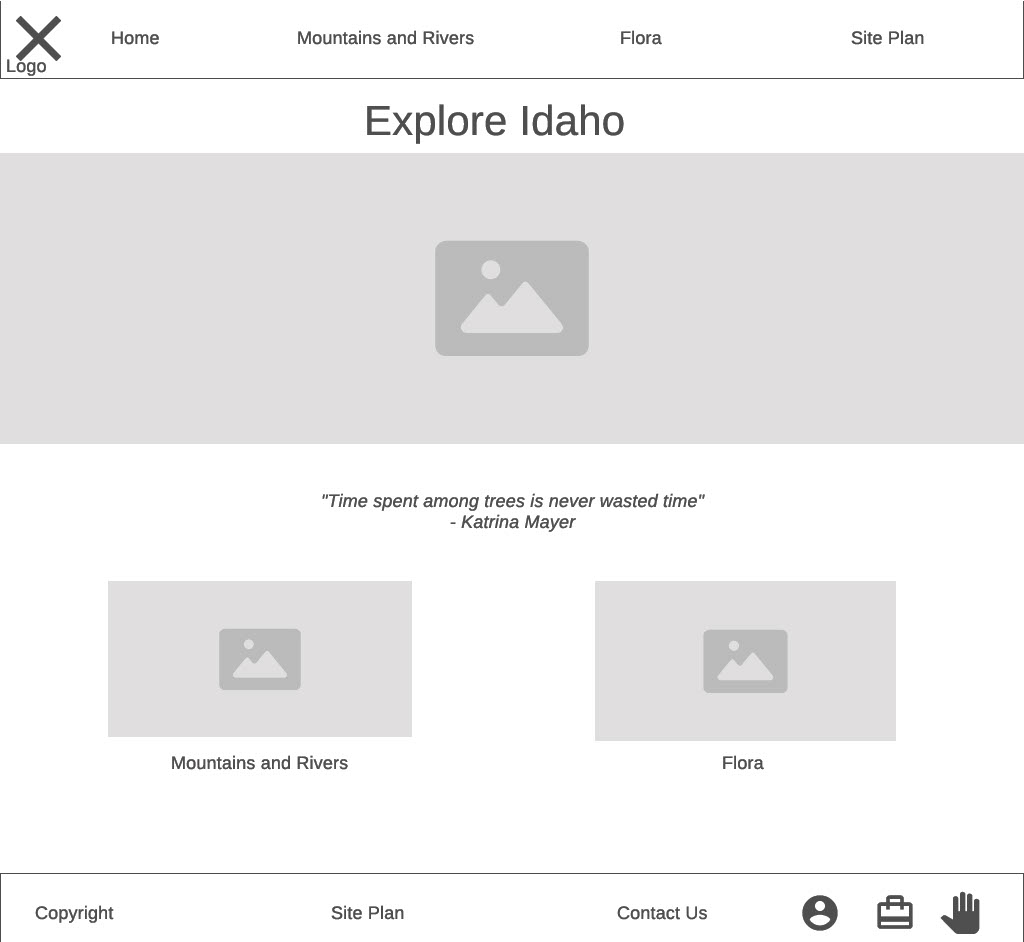 Logo
Home
Mountains and Rivers
Flora
Site Plan
Explore Idaho
"Time spent among trees is never wasted time"
- Katrina Mayer
Mountains and Rivers
Flora
Copyright
Site Plan
Contact Us